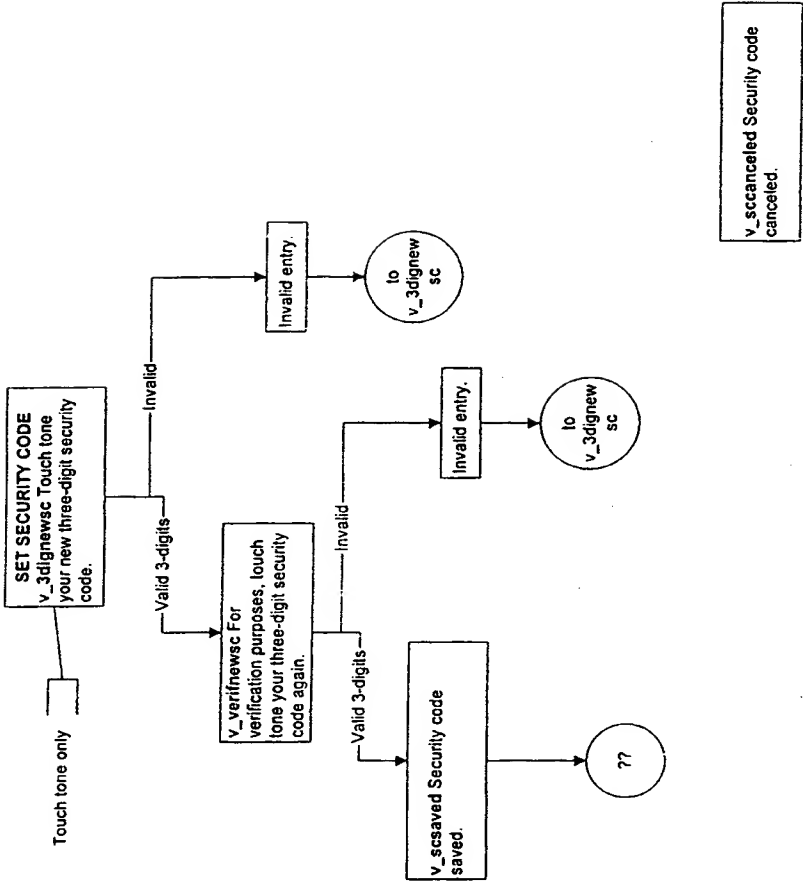 Touch tone only
SET SECURITY CODE
v_3dignewsc Touch tone
your new three-digit security
code.
Valid 3-digits
Invalid
v_verifnewsc For
verification purposes, louch
tone your three-digit security
code again.
Invalid entry.
to
v_3dignew
sc
Valid 3-digits
Invalid
v_scsaved Security code
saved.
Invalid entry.
to
v_3dignew
sc
??
v_sccanceled Security code
canceled.